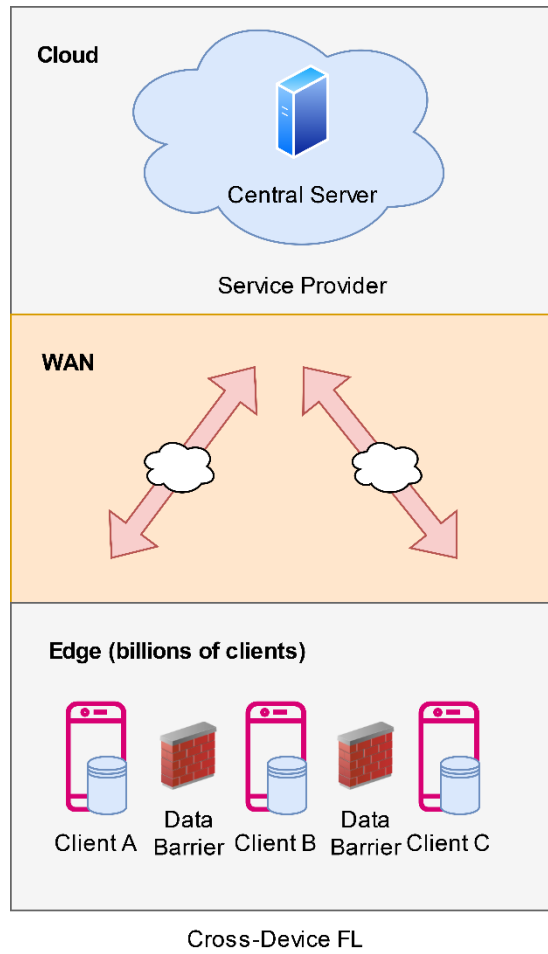 Cloud
Central Server
Service Provider
WAN
Edge (billions of clients)
Client A
Data
Barrier
Client B
Data
Barrier
Client C
Cross-Device FL